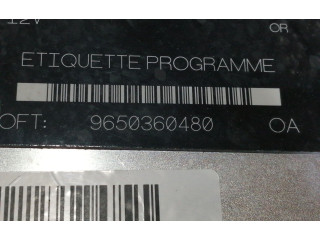 12V
OR
ETIQUETTE PROGRAMME
OFT: 9650360480 OA